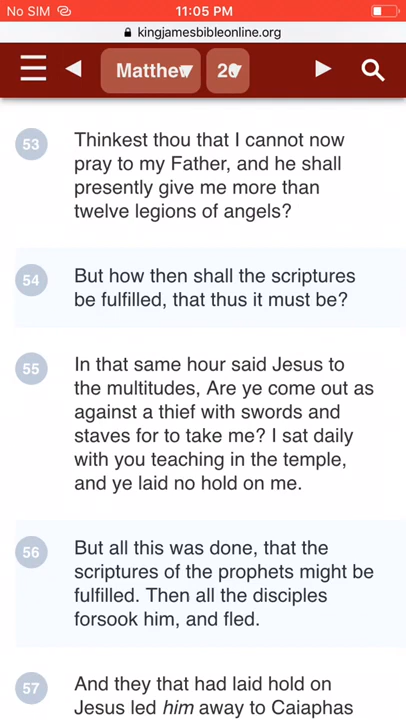 No SIM 11:05 PM
kingjamesbibleonline.org
Matthew 26
53 Thinkest thou that I cannot now
pray to my Father, and he shall
presently give me more than
twelve legions of angels?
54 But how then shall the scriptures
be fulfilled, that thus it must be?
55 In that same hour said Jesus to
the multitudes, Are ye come out as
against a thief with swords and
staves for to take me? I sat daily
with you teaching in the temple,
and ye laid no hold on me.
56 But all this was done, that the
scriptures of the prophets might be
fulfilled. Then all the disciples
forsook him, and fled.
57 And they that had laid hold on
Jesus led him away to Caiaphas